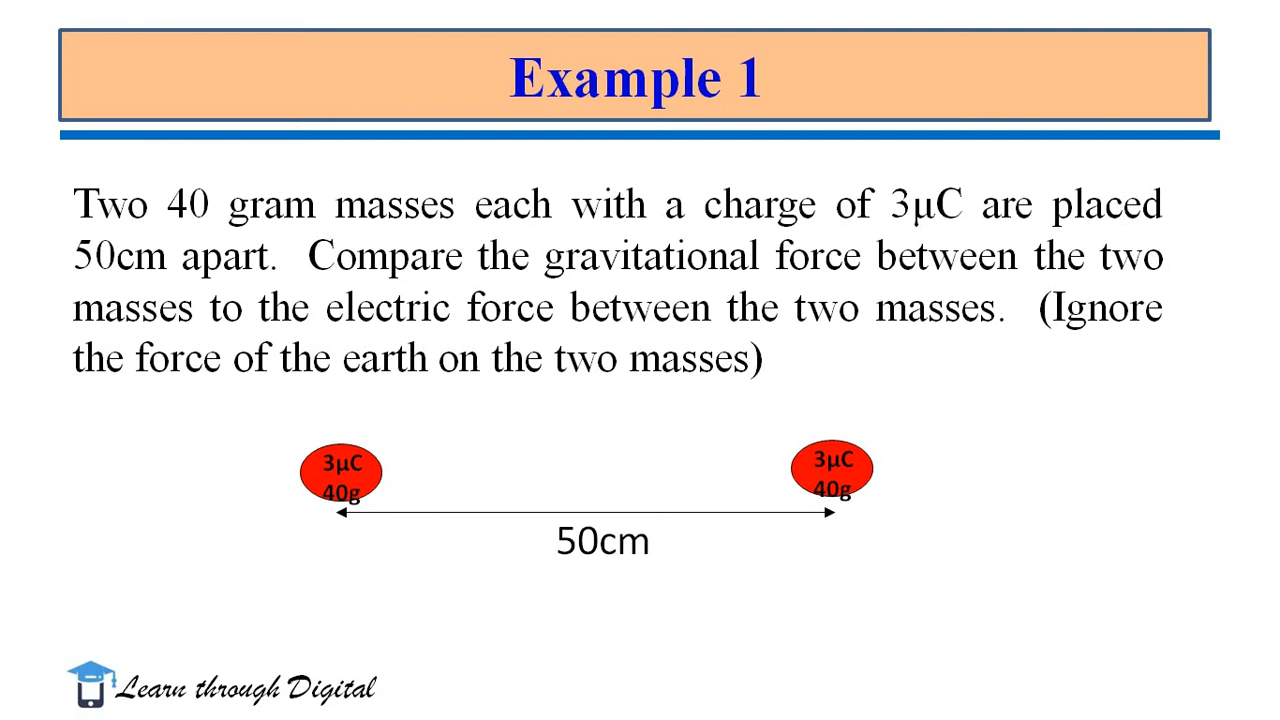 Example 1
Two 40 gram masses each with a charge of 3μC are placed
50cm apart.  Compare the gravitational force between the two
masses to the electric force between the two masses.  (Ignore
the force of the earth on the two masses)
3μC
40g
3μC
40g
50cm
Learn through Digital